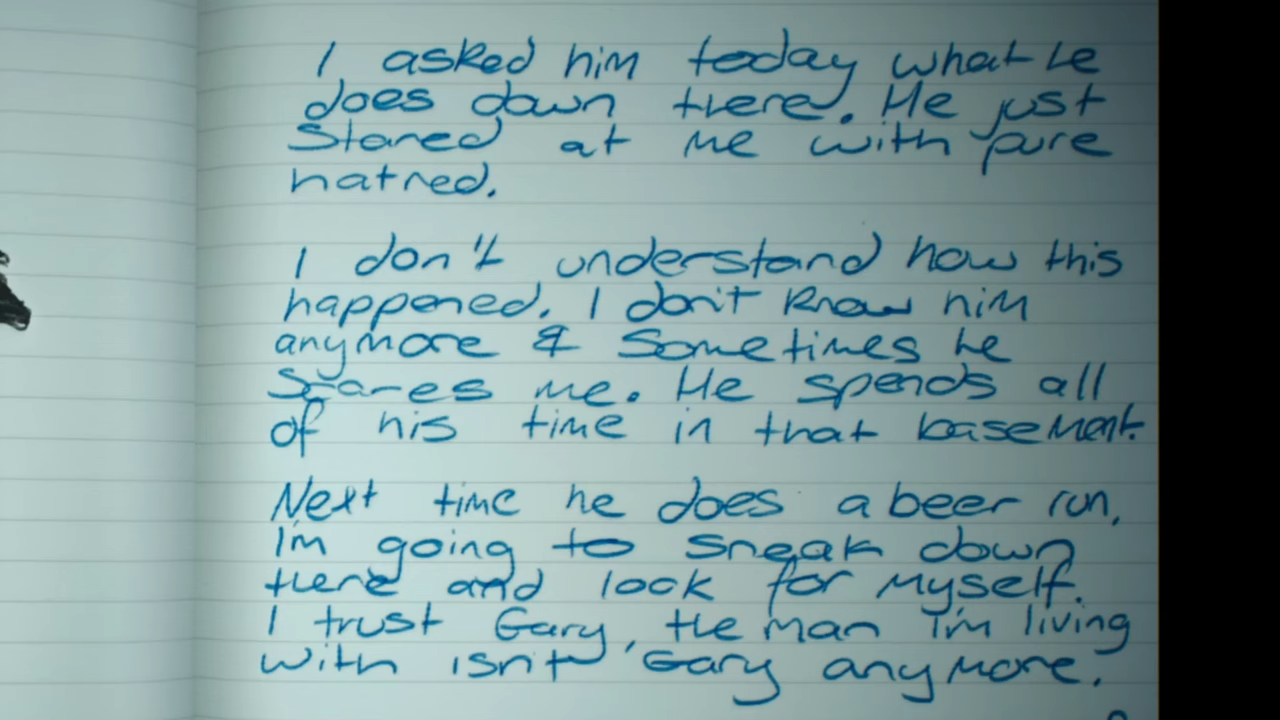 I asked him today what he
does down there. He just
stared at me with pure
hatred.
I don't understand how this
happened. I don't know him
anymore & sometimes he
scares me. He spends all
of his time in that basement.
Next time he does a beer run,
I'm going to sneak down
there and look for myself.
I trust Gary, the man I'm living
with isn't Gary anymore.